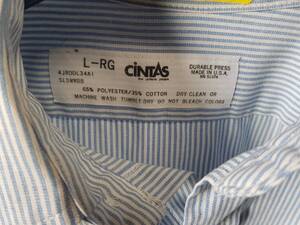 L-RG
CINTAS
DURABLE PRESS
MADE IN U.S.A.
65% POLYESTER/35% COTTON DRY CLEAN OR
MACHINE WASH TUMBLE DRY DO NOT BLEACH COLORS